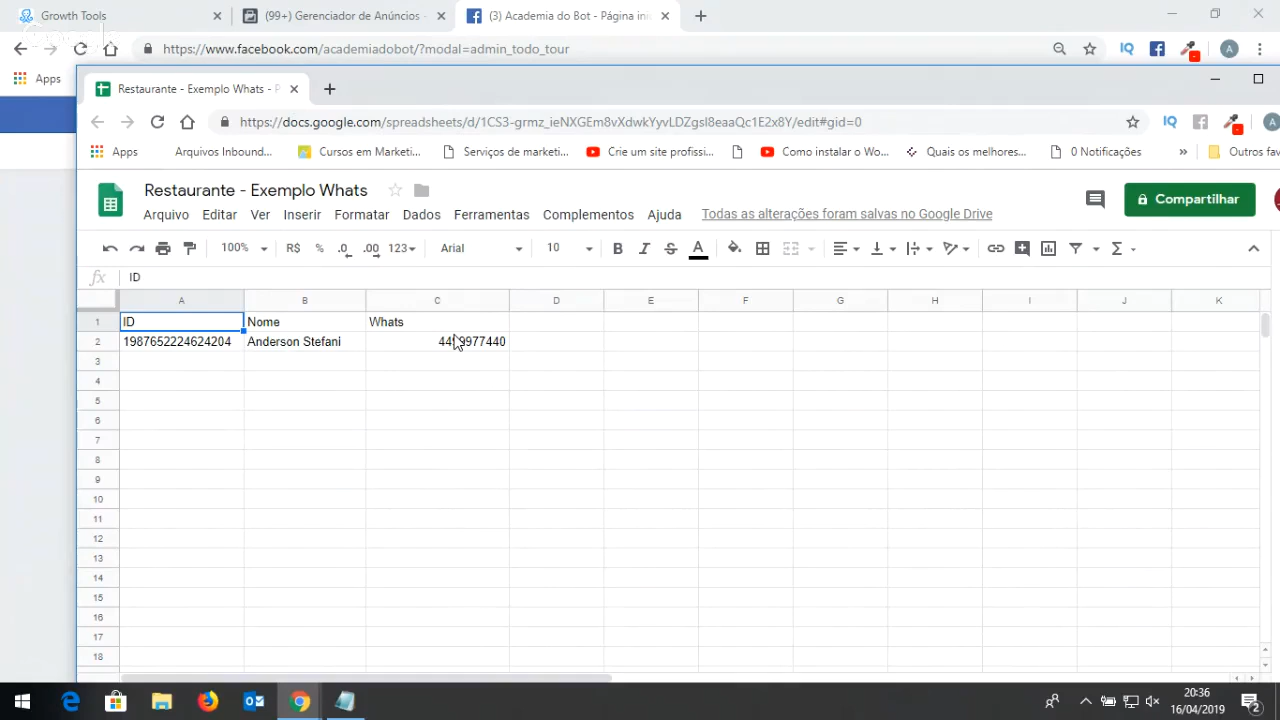 Growth Tools
(99+) Gerenciador de Anúncios -
(3) Academia do Bot - Página ini
https://www.facebook.com/academiadobot/?modal=admin_todo_tour
IQ
A
Apps
Restaurante - Exemplo Whats - P
https://docs.google.com/spreadsheets/d/1CS3-grmz_ieNXGEm8vXdwkYyvLDZgsI8eaaQc1E2x8Y/edit#gid=0
IQ
A
Apps
Arquivos Inbound...
Cursos em Marketi...
Serviços de marketi...
Crie um site profissi...
Como instalar o Wo...
Quais os melhores...
0 Notificações
»
Outros fav
Restaurante - Exemplo Whats
Compartilhar
Arquivo Editar Ver Inserir Formatar Dados Ferramentas Complementos Ajuda Todas as alterações foram salvas no Google Drive
100% R$ % .0 .00 123 Arial 10 B I S A Σ
fx ID
A B C D E F G H I J K
1 ID Nome Whats
2 1987652224624204 Anderson Stefani
3
4
5
6
7
8
9
10
11
12
13
14
15
16
17
18
20:36
16/04/2019
2